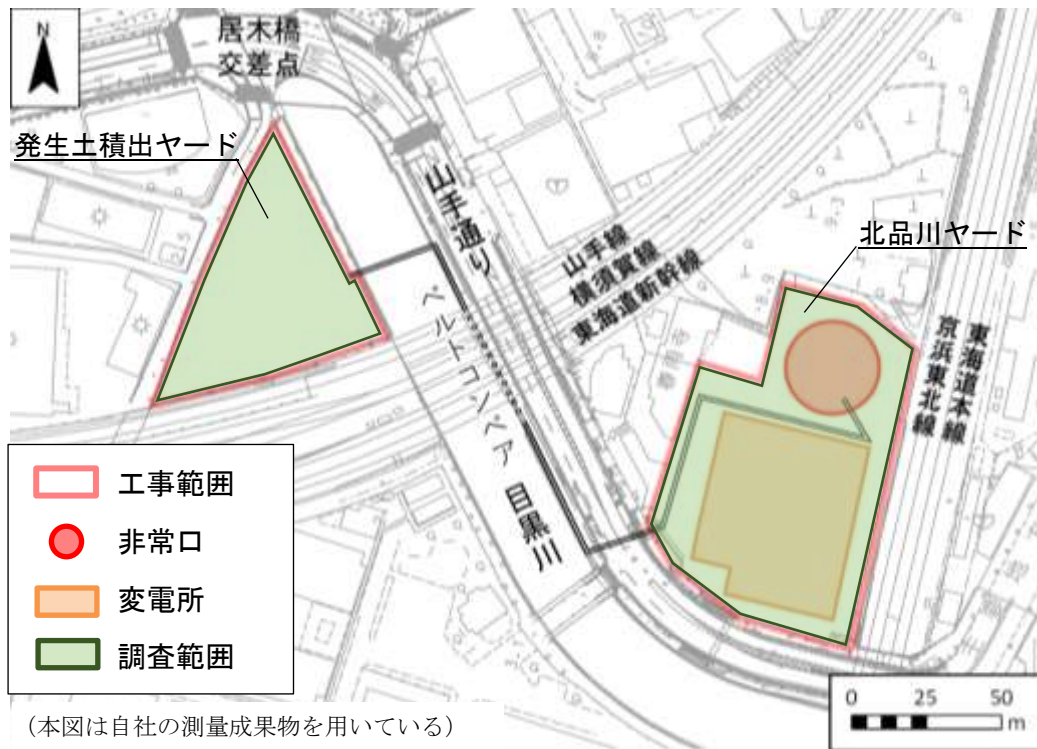 N
居木橋
交差点
発生土積出ヤード
山手通り
山手線
横須賀線
東海道新幹線
北品川ヤード
東海道本線
京浜東北線
ベルトコンベア
目黒川
工事範囲
非常口
変電所
調査範囲
(本図は自社の測量成果物を用いている)
0 25 50
m